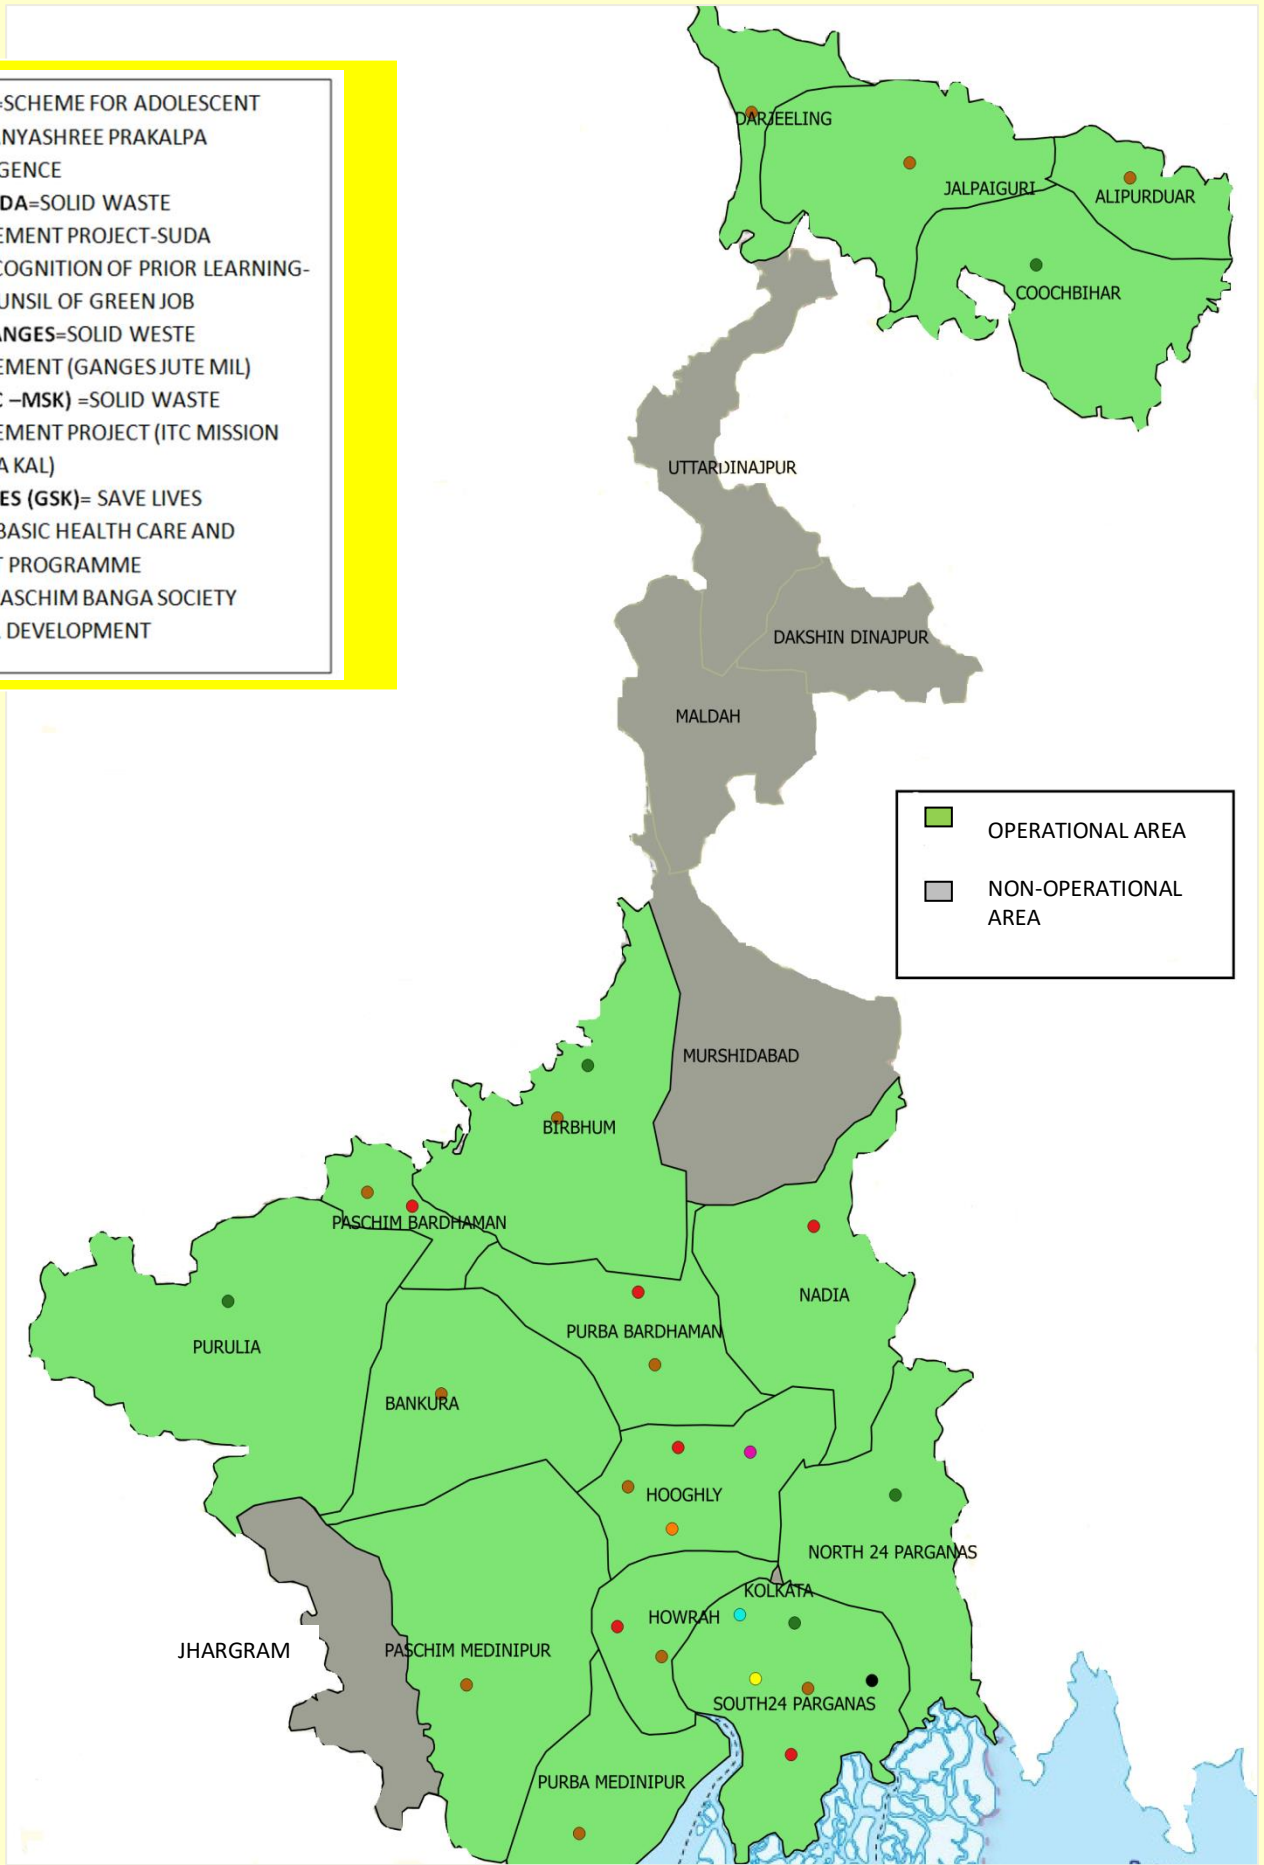 =SCHEME FOR ADOLESCENT
NYASHREE PRAKALPA
GENCE
DA=SOLID WASTE
EMENT PROJECT-SUDA
COGNITION OF PRIOR LEARNING-
UNSIL OF GREEN JOB
ANGES=SOLID WESTE
EMENT (GANGES JUTE MIL)
C –MSK) =SOLID WASTE
EMENT PROJECT (ITC MISSION
A KAL)
ES (GSK)= SAVE LIVES
BASIC HEALTH CARE AND
T PROGRAMME
ASCHIM BANGA SOCIETY
L DEVELOPMENT
DARJEELING
JALPAIGURI
ALIPURDUAR
COOCHBIHAR
UTTARDINAJPUR
DAKSHIN DINAJPUR
MALDAH
OPERATIONAL AREA
NON-OPERATIONAL
AREA
MURSHIDABAD
BIRBHUM
PASCHIM BARDHAMAN
NADIA
PURBA BARDHAMAN
PURULIA
BANKURA
HOOGHLY
NORTH 24 PARGANAS
KOLKATA
HOWRAH
JHARGRAM
PASCHIM MEDINIPUR
SOUTH24 PARGANAS
PURBA MEDINIPUR